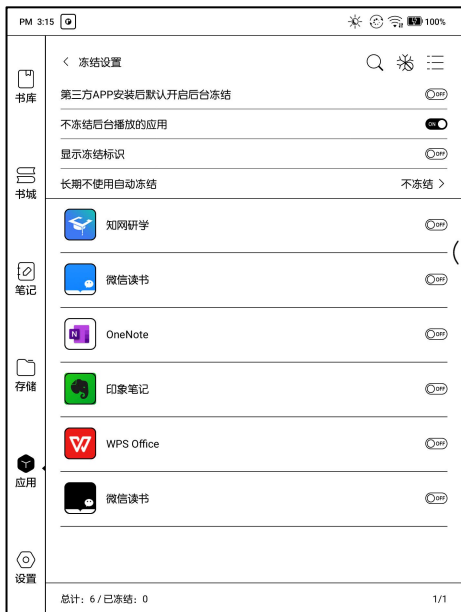 PM 3:15
100%
冻结设置
第三方APP安装后默认开启后台冻结
OFF
不冻结后台播放的应用
ON
显示冻结标识
OFF
长期不使用自动冻结
不冻结
知网研学
OFF
微信读书
OFF
N
OneNote
OFF
印象笔记
OFF
W
WPS Office
OFF
微信读书
OFF
书库
书城
笔记
存储
应用
设置
总计：6 / 已冻结：0
1/1